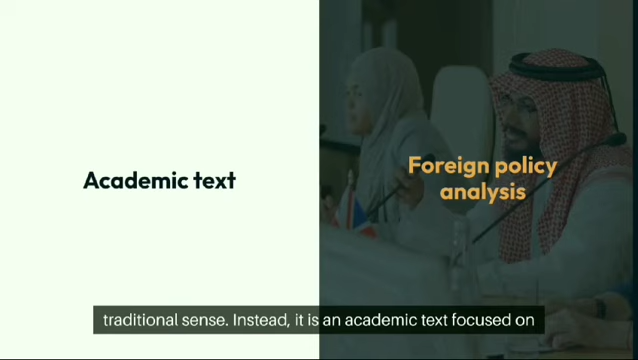 Academic text
Foreign policy
analysis
traditional sense. Instead, it is an academic text focused on